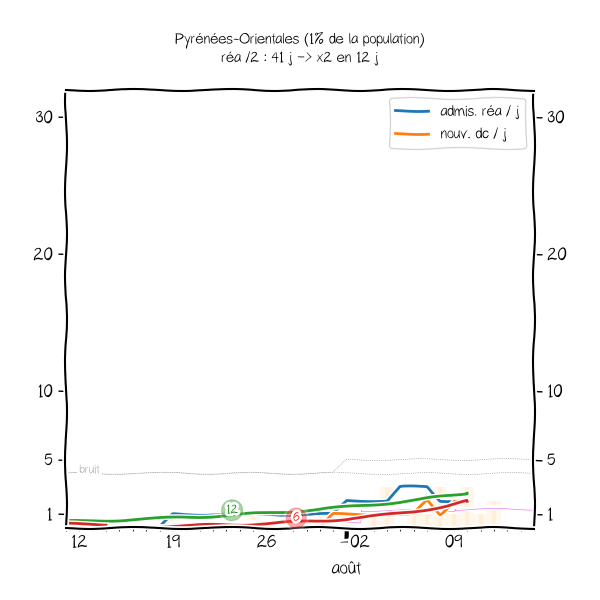 Pyrénées-Orientales (1% de la population)
réa /2 : 41 j -> x2 en 12 j
admis. réa / j
nouv. dc / j
30
30
20
20
10
10
5
5
bruit
12
6
1
1
12
19
26
02
09
août